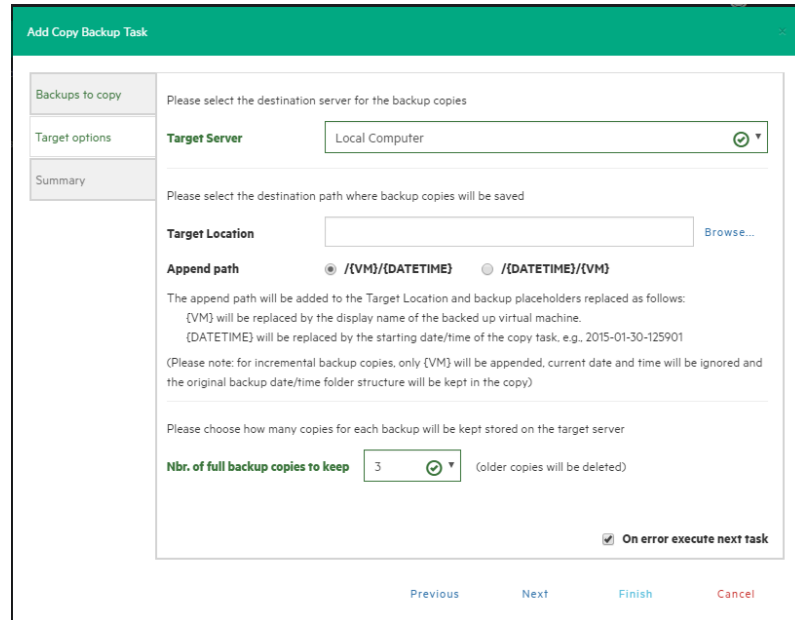 Add Copy Backup Task
Backups to copy
Target options
Summary
Please select the destination server for the backup copies
Target Server
Local Computer
Please select the destination path where backup copies will be saved
Target Location
Browse...
Append path
/{VM}/{DATETIME}
/{DATETIME}/{VM}
The append path will be added to the Target Location and backup placeholders replaced as follows:
{VM} will be replaced by the display name of the backed up virtual machine.
{DATETIME} will be replaced by the starting date/time of the copy task, e.g., 2015-01-30-125901
(Please note: for incremental backup copies, only {VM} will be appended, current date and time will be ignored and
the original backup date/time folder structure will be kept in the copy)
Please choose how many copies for each backup will be kept stored on the target server
Nbr. of full backup copies to keep
3
(older copies will be deleted)
On error execute next task
Previous
Next
Finish
Cancel